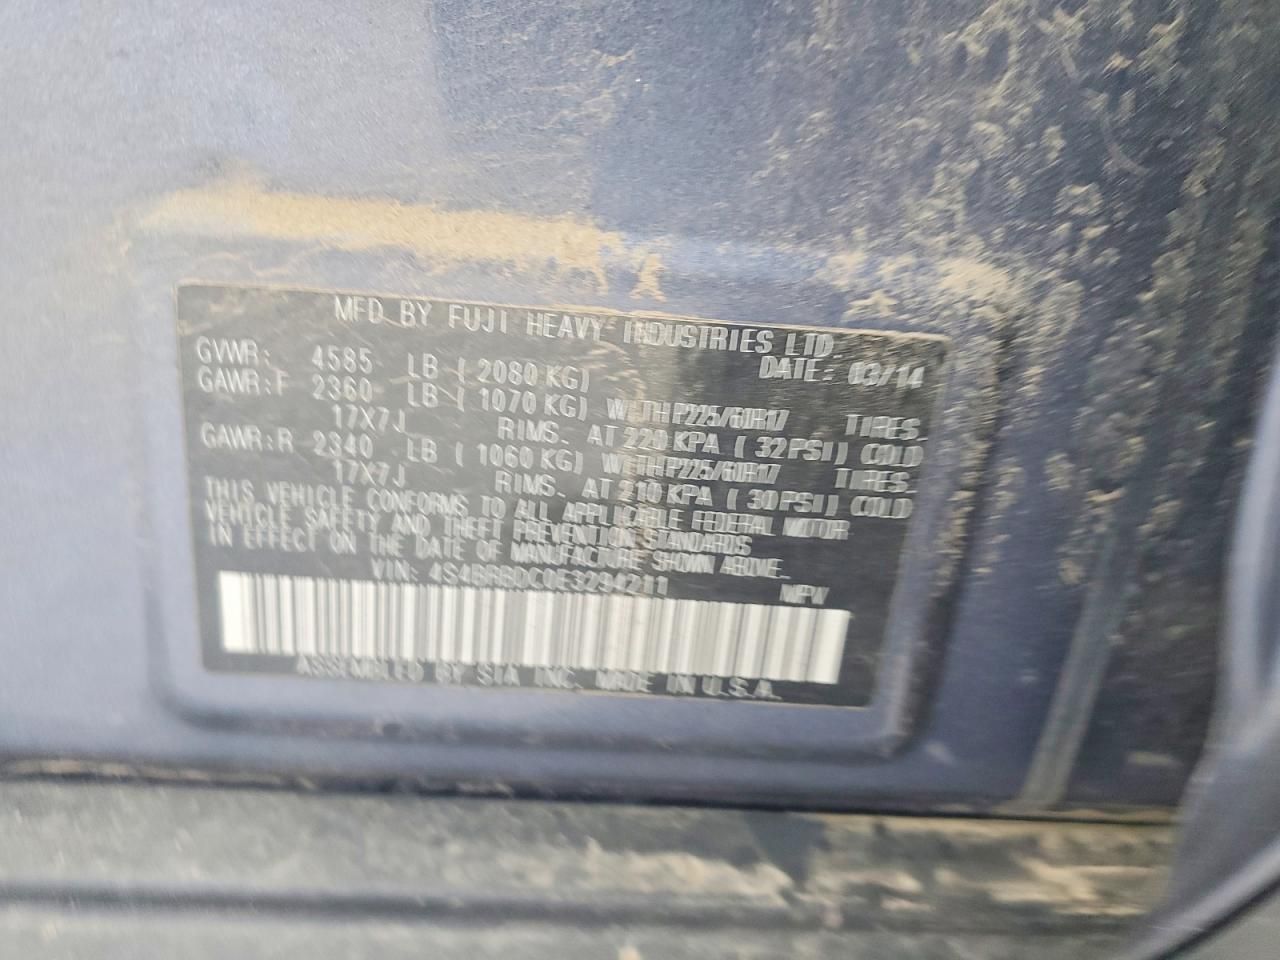 MFD BY FUJI HEAVY INDUSTRIES LTD.
GVWR: 4585 LB ( 2080 KG) DATE: 03/14
GAWR:F 2360 LB ( 1070 KG) WITH P225/60R17 TIRES.
17X7J RIMS. AT 220 KPA ( 32PSI) COLD
GAWR:R 2340 LB ( 1060 KG) WITH P225/60R17 TIRES.
17X7J RIMS. AT 210 KPA ( 30PSI) COLD
THIS VEHICLE CONFORMS TO ALL APPLICABLE FEDERAL MOTOR
VEHICLE SAFETY AND THEFT PREVENTION STANDARDS
IN EFFECT ON THE DATE OF MANUFACTURE SHOWN ABOVE.
VIN: 4S4BRBDC0E3294211 MPV
ASSEMBLED BY SIA INC. MADE IN U.S.A.